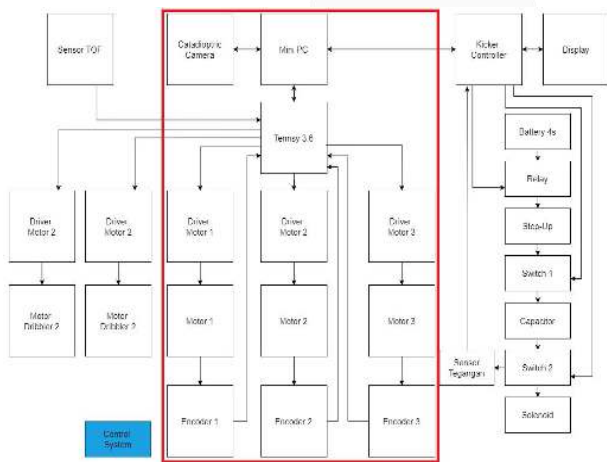 Sensor TOF
Catadioptric
Camera
Mini PC
Kicker
Controller
Display
Teensy 3.6
Battery 4s
Relay
Driver
Motor 2
Driver
Motor 2
Driver
Motor 1
Driver
Motor 2
Driver
Motor 3
Step-Up
Switch 1
Motor
Dribbler 2
Motor
Dribbler 2
Motor 1
Motor 2
Motor 3
Capacitor
Sensor
Tegangan
Switch 2
Encoder 1
Encoder 2
Encoder 3
Solenoid
Control
System